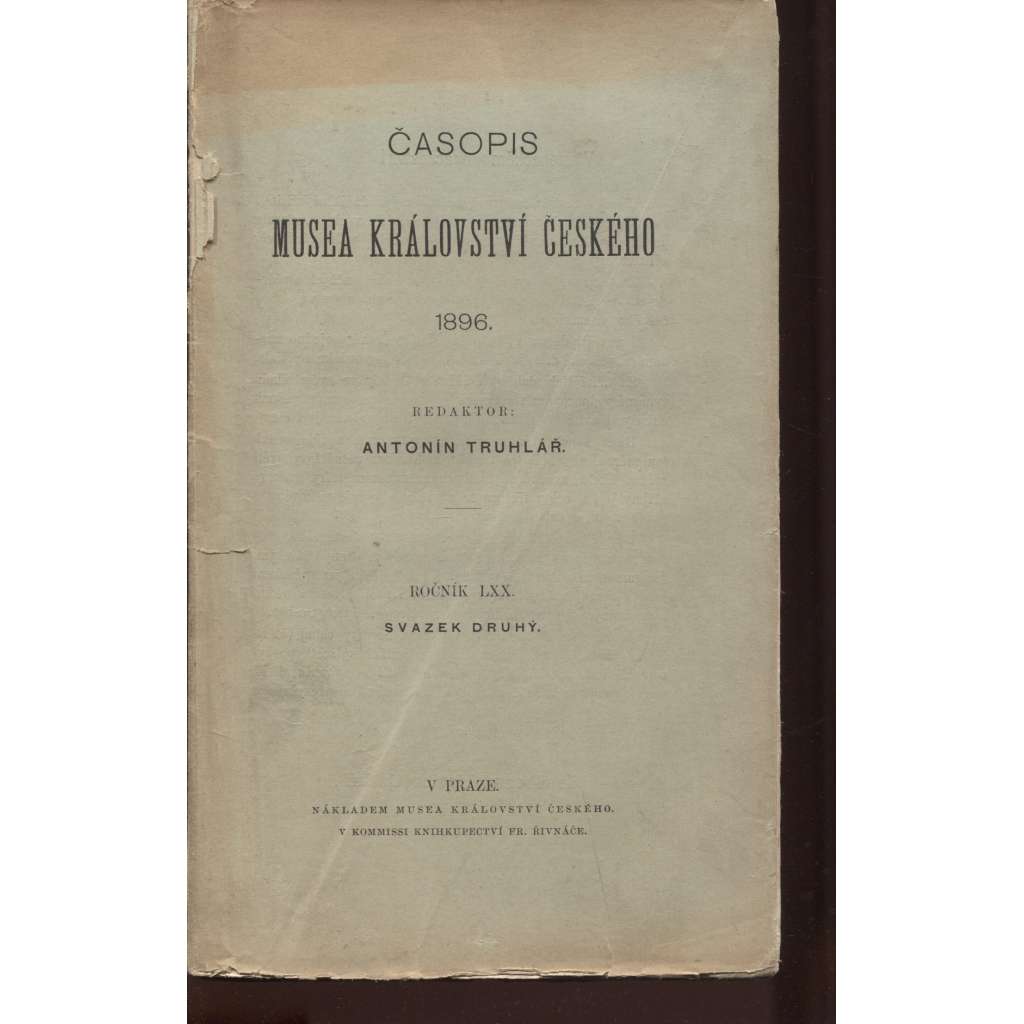 ČASOPIS
MUSEA KRÁLOVSTVÍ ČESKÉHO
1896.
REDAKTOR:
ANTONÍN TRUHLÁŘ.
ROČNÍK LXX.
SVAZEK DRUHÝ.
V PRAZE.
NÁKLADEM MUSEA KRÁLOVSTVÍ ČESKÉHO.
V KOMMISSI KNIHKUPECTVÍ FR. ŘIVNÁČE.